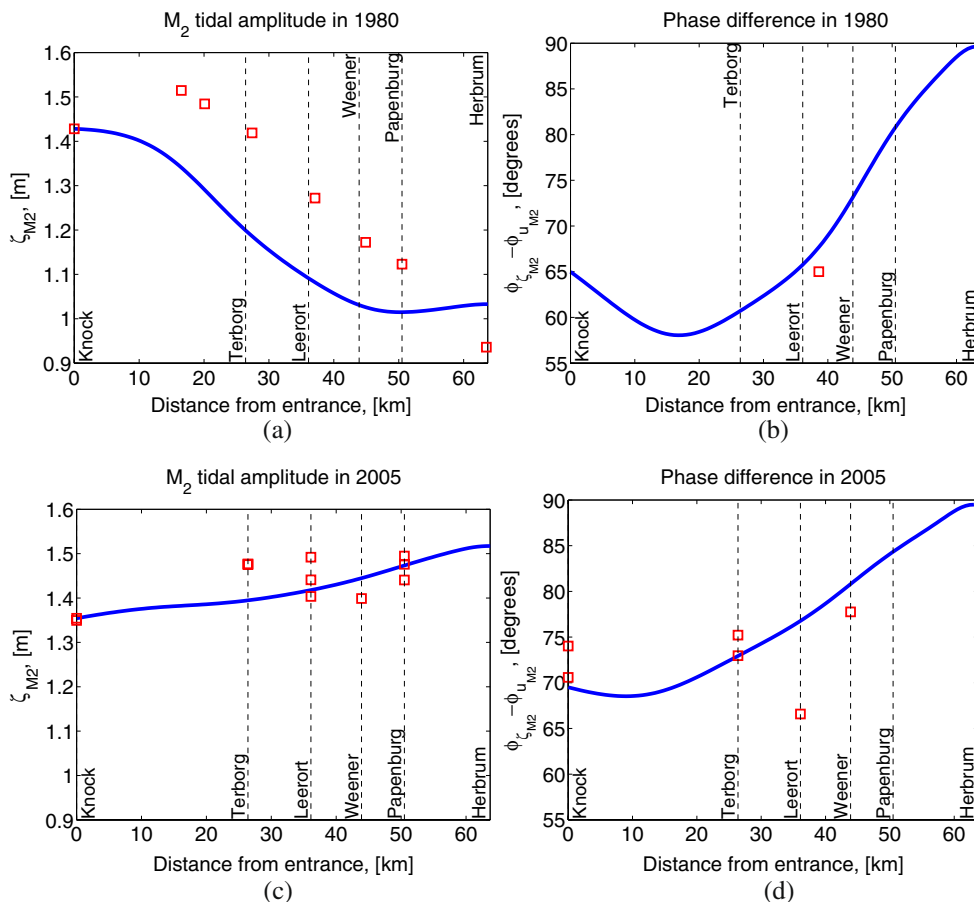 M2 tidal amplitude in 1980
1.6
1.5
1.4
1.3
1.2
1.1
1
0.9
ζM2, [m]
Knock
Terborg
Leerort
Weener
Papenburg
Herbrum
0 10 20 30 40 50 60
Distance from entrance, [km]
(a)
Phase difference in 1980
90
85
80
75
70
65
60
55
ϕζM2 −ϕuM2, [degrees]
Knock
Terborg
Leerort
Weener
Papenburg
Herbrum
0 10 20 30 40 50 60
Distance from entrance, [km]
(b)
M2 tidal amplitude in 2005
1.6
1.5
1.4
1.3
1.2
1.1
1
0.9
ζM2, [m]
Knock
Terborg
Leerort
Weener
Papenburg
Herbrum
0 10 20 30 40 50 60
Distance from entrance, [km]
(c)
Phase difference in 2005
90
85
80
75
70
65
60
55
ϕζM2 −ϕuM2, [degrees]
Knock
Terborg
Leerort
Weener
Papenburg
Herbrum
0 10 20 30 40 50 60
Distance from entrance, [km]
(d)